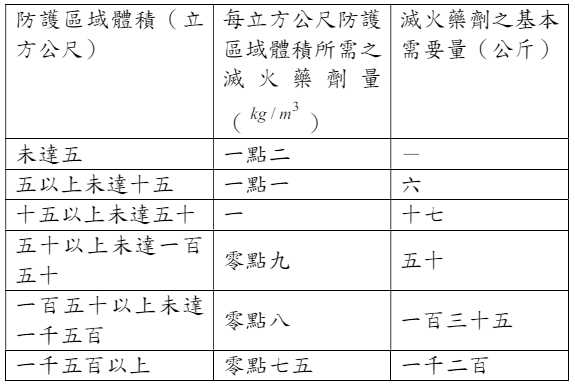 防護區域體積（立方公尺）
每立方公尺防護區域體積所需之滅火藥劑量（kg/m³）
滅火藥劑之基本需要量（公斤）
未達五
一點二
—
五以上未達十五
一點一
六
十五以上未達五十
一
十七
五十以上未達一百五十
零點九
五十
一百五十以上未達一千五百
零點八
一百三十五
一千五百以上
零點七五
一千二百